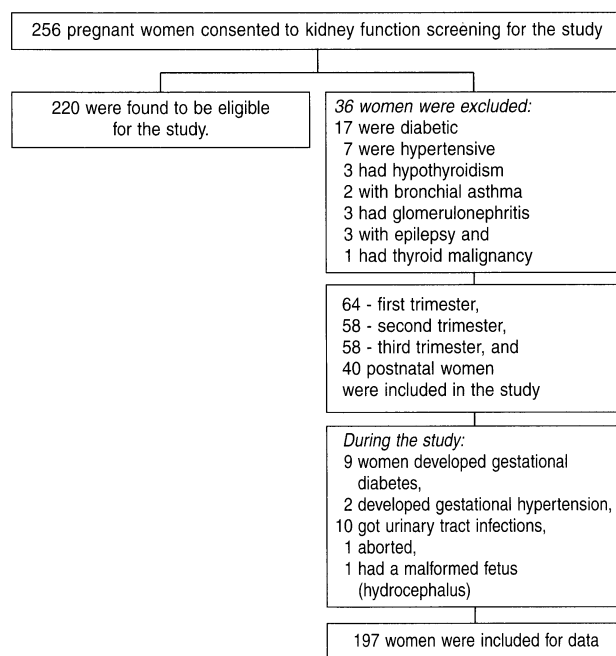 256 pregnant women consented to kidney function screening for the study
220 were found to be eligible
for the study.
36 women were excluded:
17 were diabetic
7 were hypertensive
3 had hypothyroidism
2 with bronchial asthma
3 had glomerulonephritis
3 with epilepsy and
1 had thyroid malignancy
64 - first trimester,
58 - second trimester,
58 - third trimester, and
40 postnatal women
were included in the study
During the study:
9 women developed gestational
diabetes,
2 developed gestational hypertension,
10 got urinary tract infections,
1 aborted,
1 had a malformed fetus
(hydrocephalus)
197 women were included for data